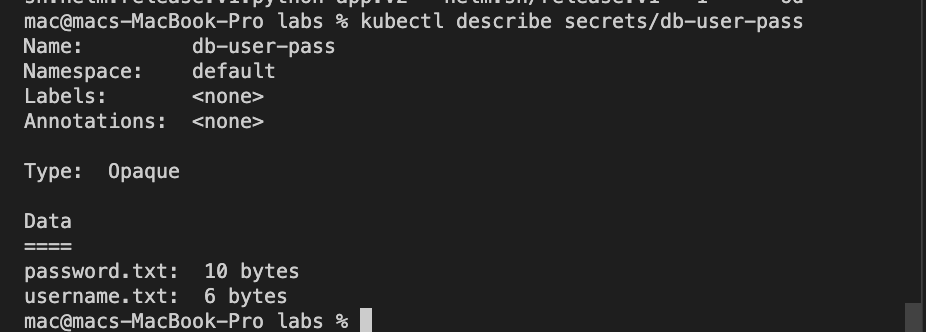 mac@macs-MacBook-Pro labs % kubectl describe secrets/db-user-pass
Name:         db-user-pass
Namespace:    default
Labels:       <none>
Annotations:  <none>
Type:  Opaque
Data
====
password.txt:  10 bytes
username.txt:  6 bytes
mac@macs-MacBook-Pro labs %